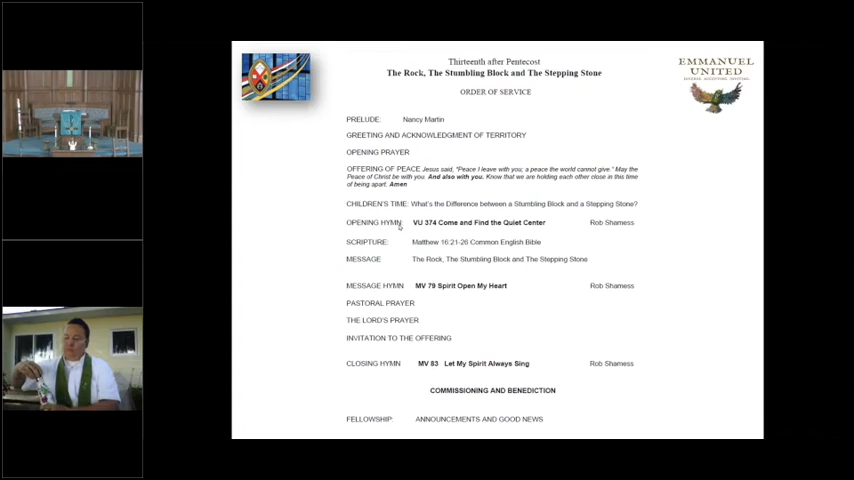 Thirteenth after Pentecost
The Rock, The Stumbling Block and The Stepping Stone
EMMANUEL
UNITED
ORDER OF SERVICE
PRELUDE: Nancy Martin
GREETING AND ACKNOWLEDGMENT OF TERRITORY
OPENING PRAYER
OFFERING OF PEACE Jesus said, "Peace I leave with you; a peace the world cannot give." May the
Peace of Christ be with you. And also with you. Know that we are holding each other close in this time
of being apart. Amen
CHILDREN'S TIME: What's the Difference between a Stumbling Block and a Stepping Stone?
OPENING HYMN: VU 374 Come and Find the Quiet Center Rob Shamess
SCRIPTURE: Matthew 16:21-26 Common English Bible
MESSAGE The Rock, The Stumbling Block and The Stepping Stone
MESSAGE HYMN MV 79 Spirit Open My Heart Rob Shamess
PASTORAL PRAYER
THE LORD'S PRAYER
INVITATION TO THE OFFERING
CLOSING HYMN MV 83 Let My Spirit Always Sing Rob Shamess
COMMISSIONING AND BENEDICTION
FELLOWSHIP: ANNOUNCEMENTS AND GOOD NEWS